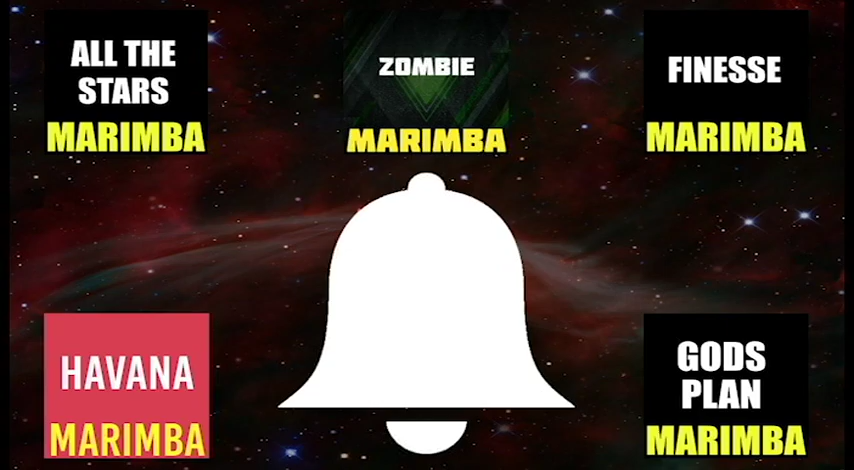 ALL THE
STARS
MARIMBA
ZOMBIE
MARIMBA
FINESSE
MARIMBA
HAVANA
MARIMBA
GODS
PLAN
MARIMBA